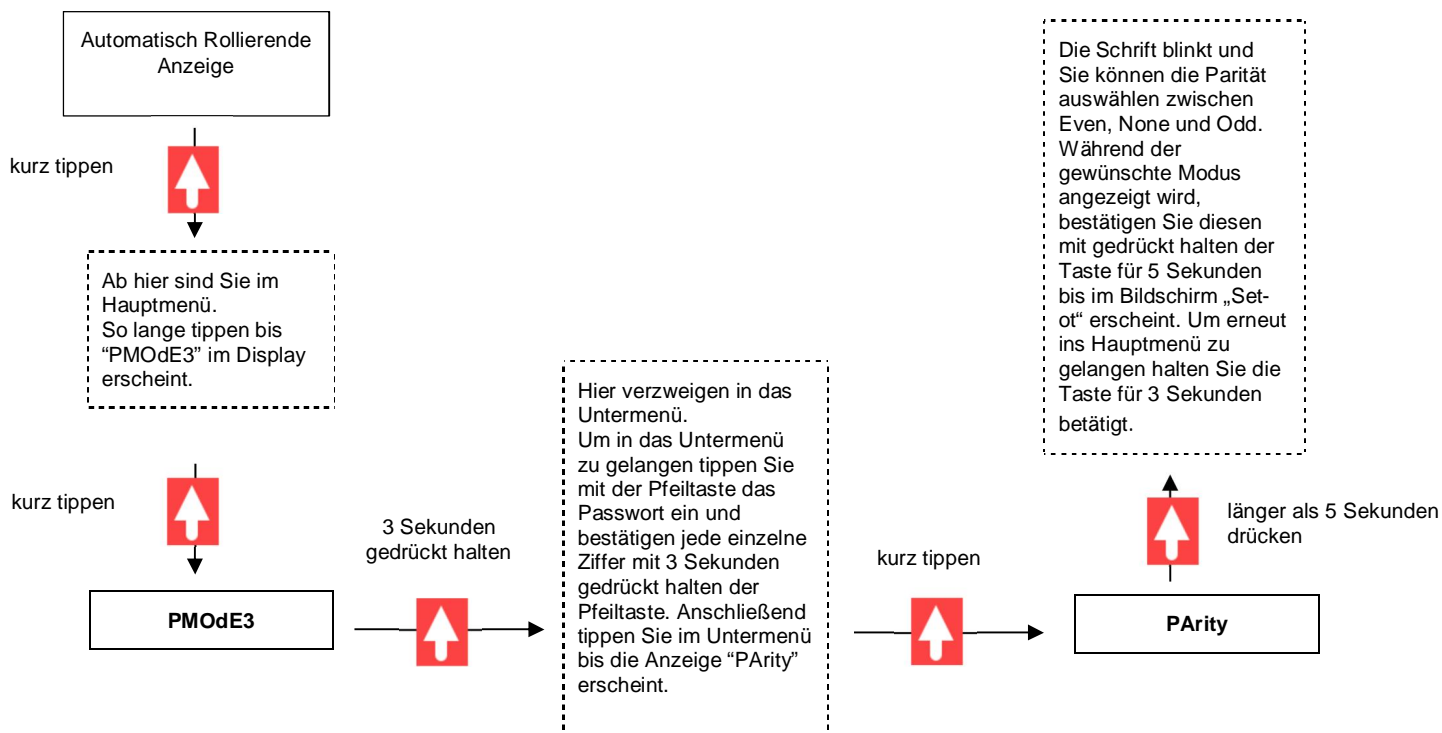 Automatisch Rollierende
Anzeige
kurz tippen
Ab hier sind Sie im
Hauptmenü.
So lange tippen bis
“PMOdE3” im Display
erscheint.
kurz tippen
PMOdE3
3 Sekunden
gedrückt halten
Hier verzweigen in das
Untermenü.
Um in das Untermenü
zu gelangen tippen Sie
mit der Pfeiltaste das
Passwort ein und
bestätigen jede einzelne
Ziffer mit 3 Sekunden
gedrückt halten der
Pfeiltaste. Anschließend
tippen Sie im Untermenü
bis die Anzeige “PArity”
erscheint.
kurz tippen
PArity
länger als 5 Sekunden
drücken
Die Schrift blinkt und
Sie können die Parität
auswählen zwischen
Even, None und Odd.
Während der
gewünschte Modus
angezeigt wird,
bestätigen Sie diesen
mit gedrückt halten der
Taste für 5 Sekunden
bis im Bildschirm „Set-
ot“ erscheint. Um erneut
ins Hauptmenü zu
gelangen halten Sie die
Taste für 3 Sekunden
betätigt.